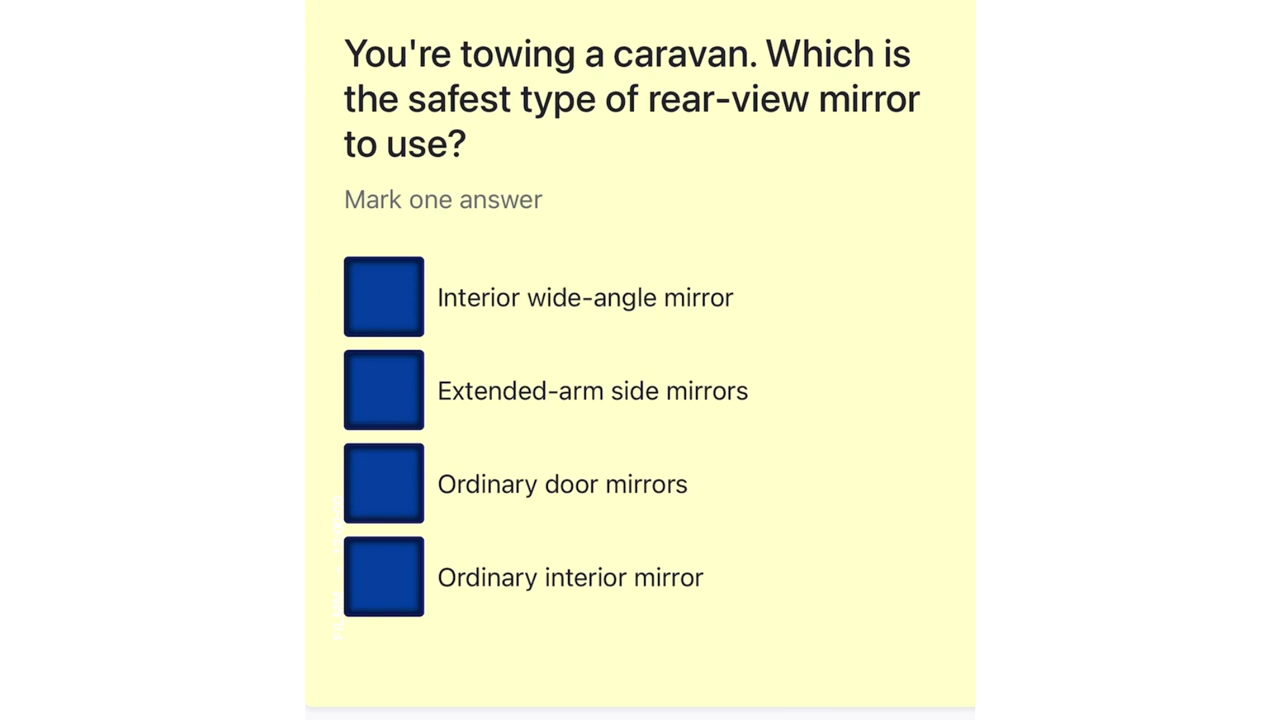 You're towing a caravan. Which is
the safest type of rear-view mirror
to use?
Mark one answer
Interior wide-angle mirror
Extended-arm side mirrors
Ordinary door mirrors
Ordinary interior mirror